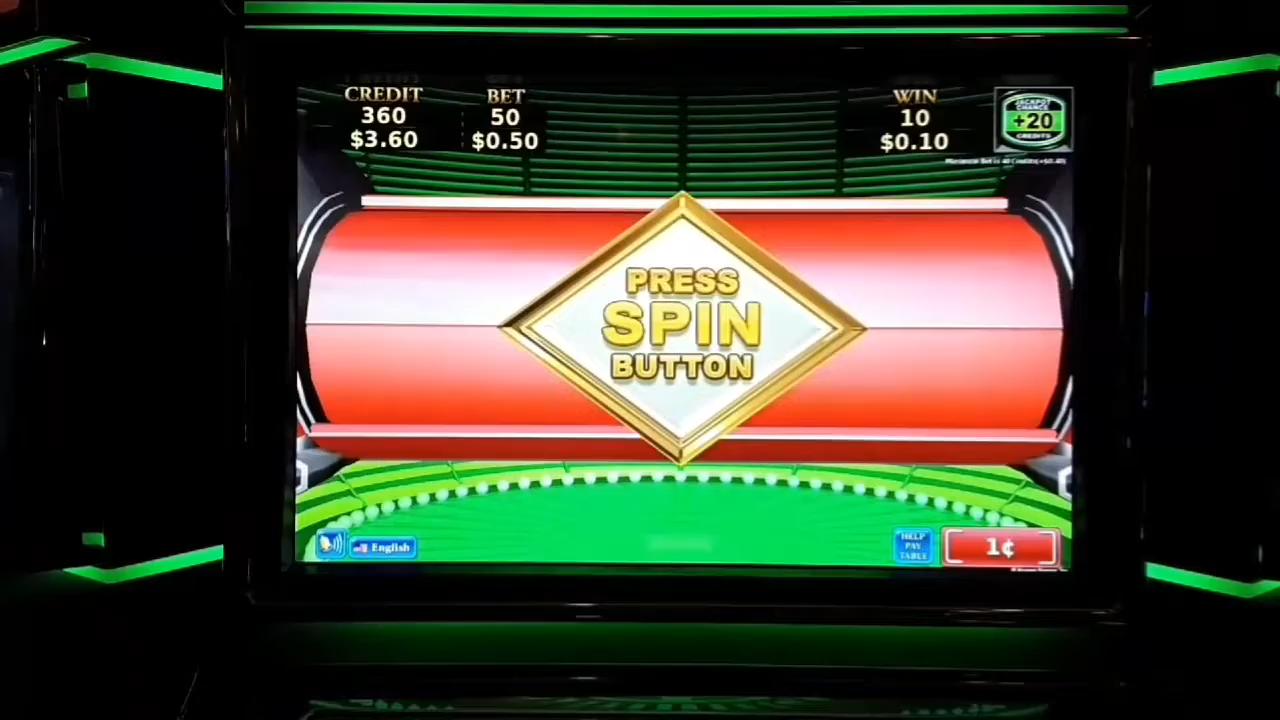 CREDIT
360
$3.60
BET
50
$0.50
WIN
10
$0.10
JACKPOT
CHANCE
+20
CREDITS
PRESS
SPIN
BUTTON
English
HELP
PAY
TABLE
1¢